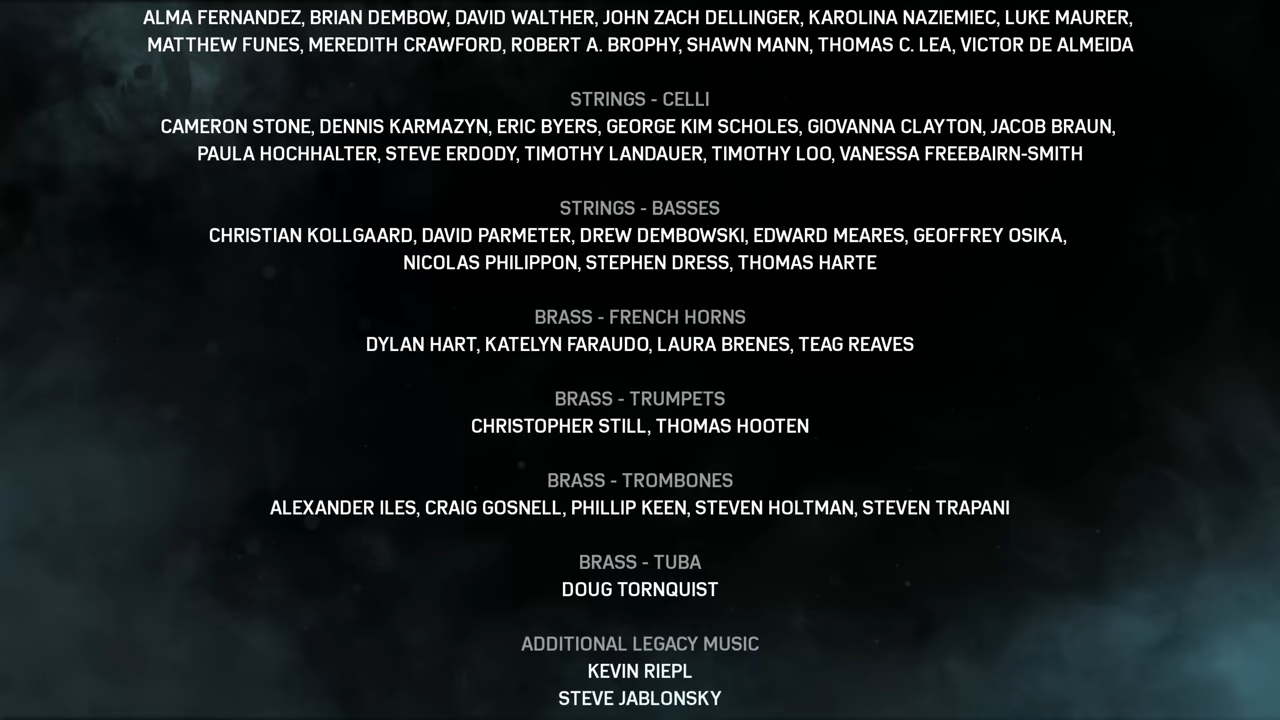 ALMA FERNANDEZ, BRIAN DEMBOW, DAVID WALTHER, JOHN ZACH DELLINGER, KAROLINA NAZIEMIEC, LUKE MAURER,
MATTHEW FUNES, MEREDITH CRAWFORD, ROBERT A. BROPHY, SHAWN MANN, THOMAS C. LEA, VICTOR DE ALMEIDA
STRINGS - CELLI
CAMERON STONE, DENNIS KARMAZYN, ERIC BYERS, GEORGE KIM SCHOLES, GIOVANNA CLAYTON, JACOB BRAUN,
PAULA HOCHHALTER, STEVE ERDODY, TIMOTHY LANDAUER, TIMOTHY LOO, VANESSA FREEBAIRN-SMITH
STRINGS - BASSES
CHRISTIAN KOLLGAARD, DAVID PARMETER, DREW DEMBOWSKI, EDWARD MEARES, GEOFFREY OSIKA,
NICOLAS PHILIPPON, STEPHEN DRESS, THOMAS HARTE
BRASS - FRENCH HORNS
DYLAN HART, KATELYN FARAUDO, LAURA BRENES, TEAG REAVES
BRASS - TRUMPETS
CHRISTOPHER STILL, THOMAS HOOTEN
BRASS - TROMBONES
ALEXANDER ILES, CRAIG GOSNELL, PHILLIP KEEN, STEVEN HOLTMAN, STEVEN TRAPANI
BRASS - TUBA
DOUG TORNQUIST
ADDITIONAL LEGACY MUSIC
KEVIN RIEPL
STEVE JABLONSKY